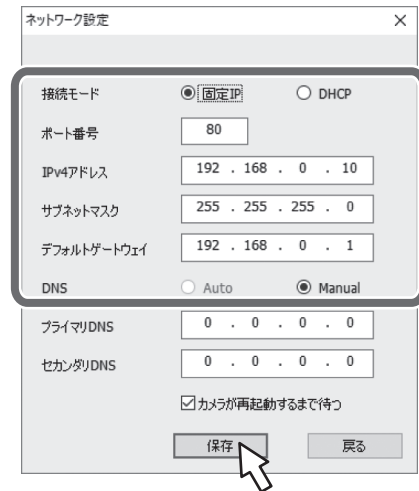 ネットワーク設定
接続モード 固定IP DHCP
ポート番号 80
IPv4アドレス 192 . 168 . 0 . 10
サブネットマスク 255 . 255 . 255 . 0
デフォルトゲートウェイ 192 . 168 . 0 . 1
DNS Auto Manual
プライマリDNS 0 . 0 . 0 . 0
セカンダリDNS 0 . 0 . 0 . 0
カメラが再起動するまで待つ
保存 戻る